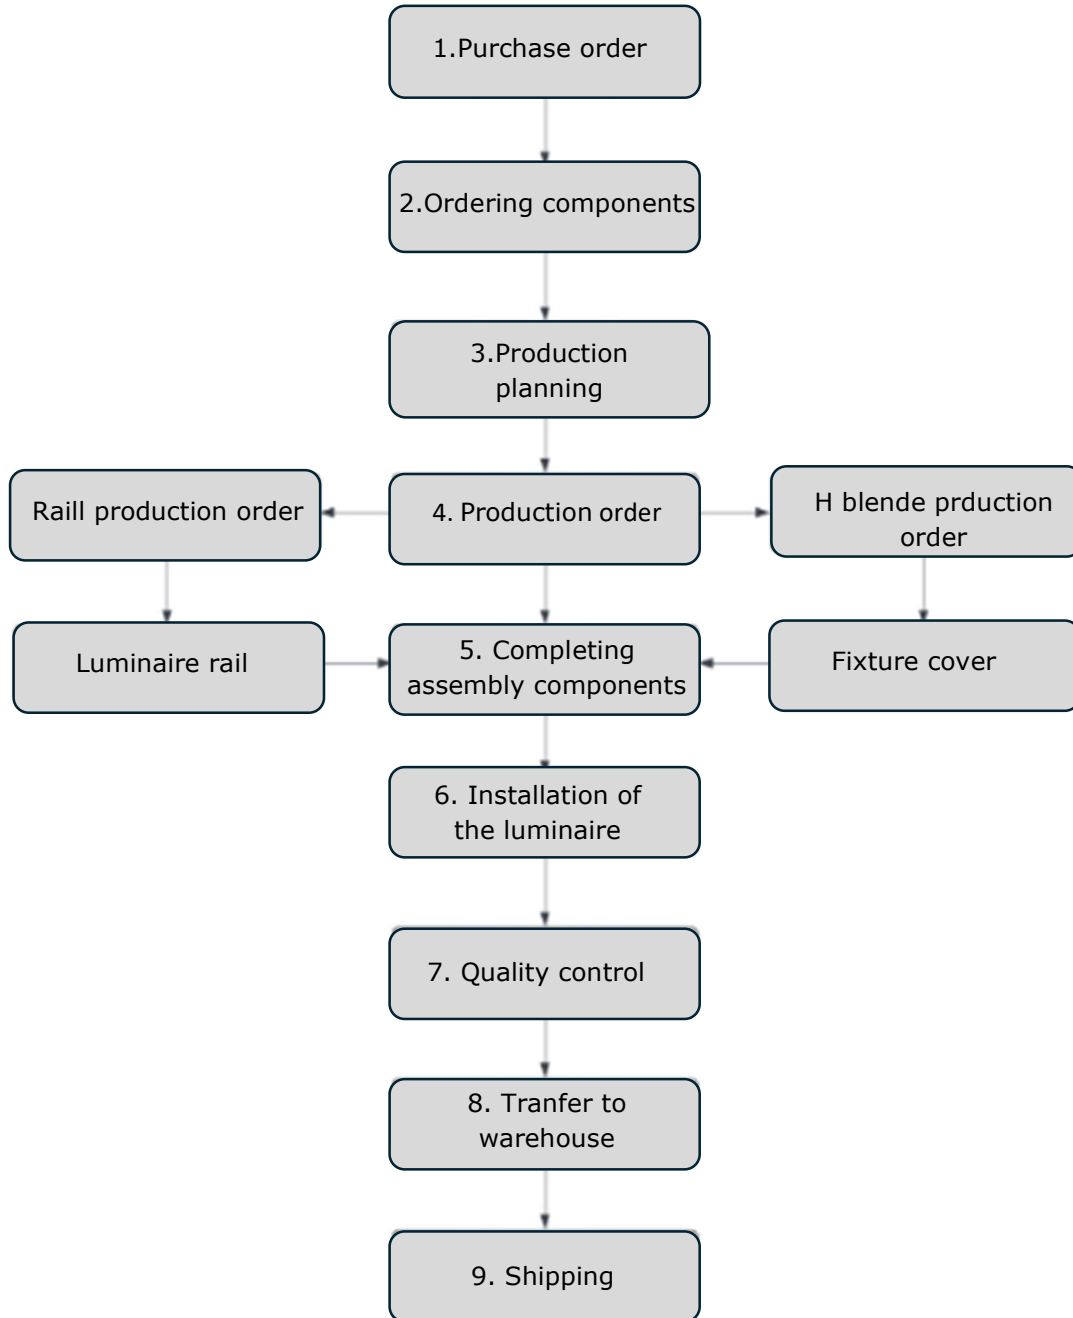 1.Purchase order
2.Ordering components
3.Production
planning
Raill production order
4. Production order
H blende prduction
order
Luminaire rail
5. Completing
assembly components
Fixture cover
6. Installation of
the luminaire
7. Quality control
8. Tranfer to
warehouse
9. Shipping